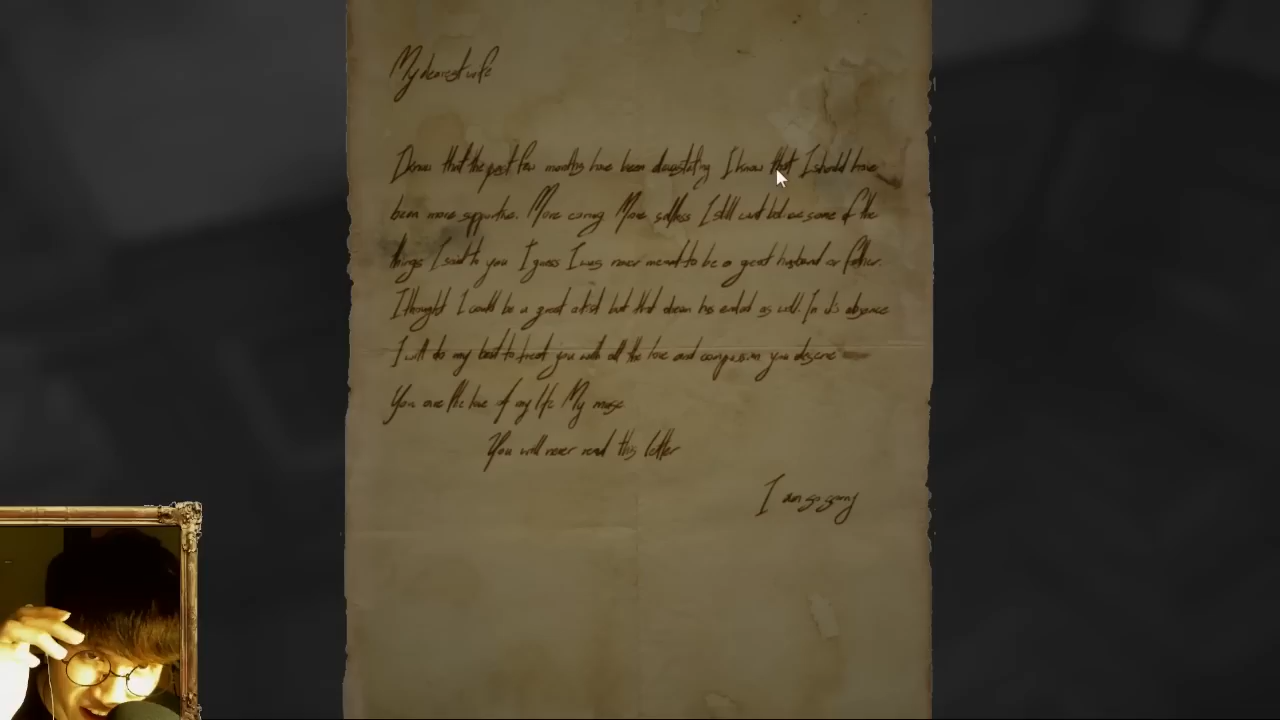 My dearest wife
I know that the past few months have been devastating I know that I should have
been more supportive. More caring More selfless I still can't believe some of the
things I said to you I guess I was never meant to be a great husband or father.
I thought I could be a great artist but that dream has ended as well. In it's absence
I will do my best to treat you with all the love and compassion you deserve
You are the love of my life My muse
You will never read this letter
I am so sorry